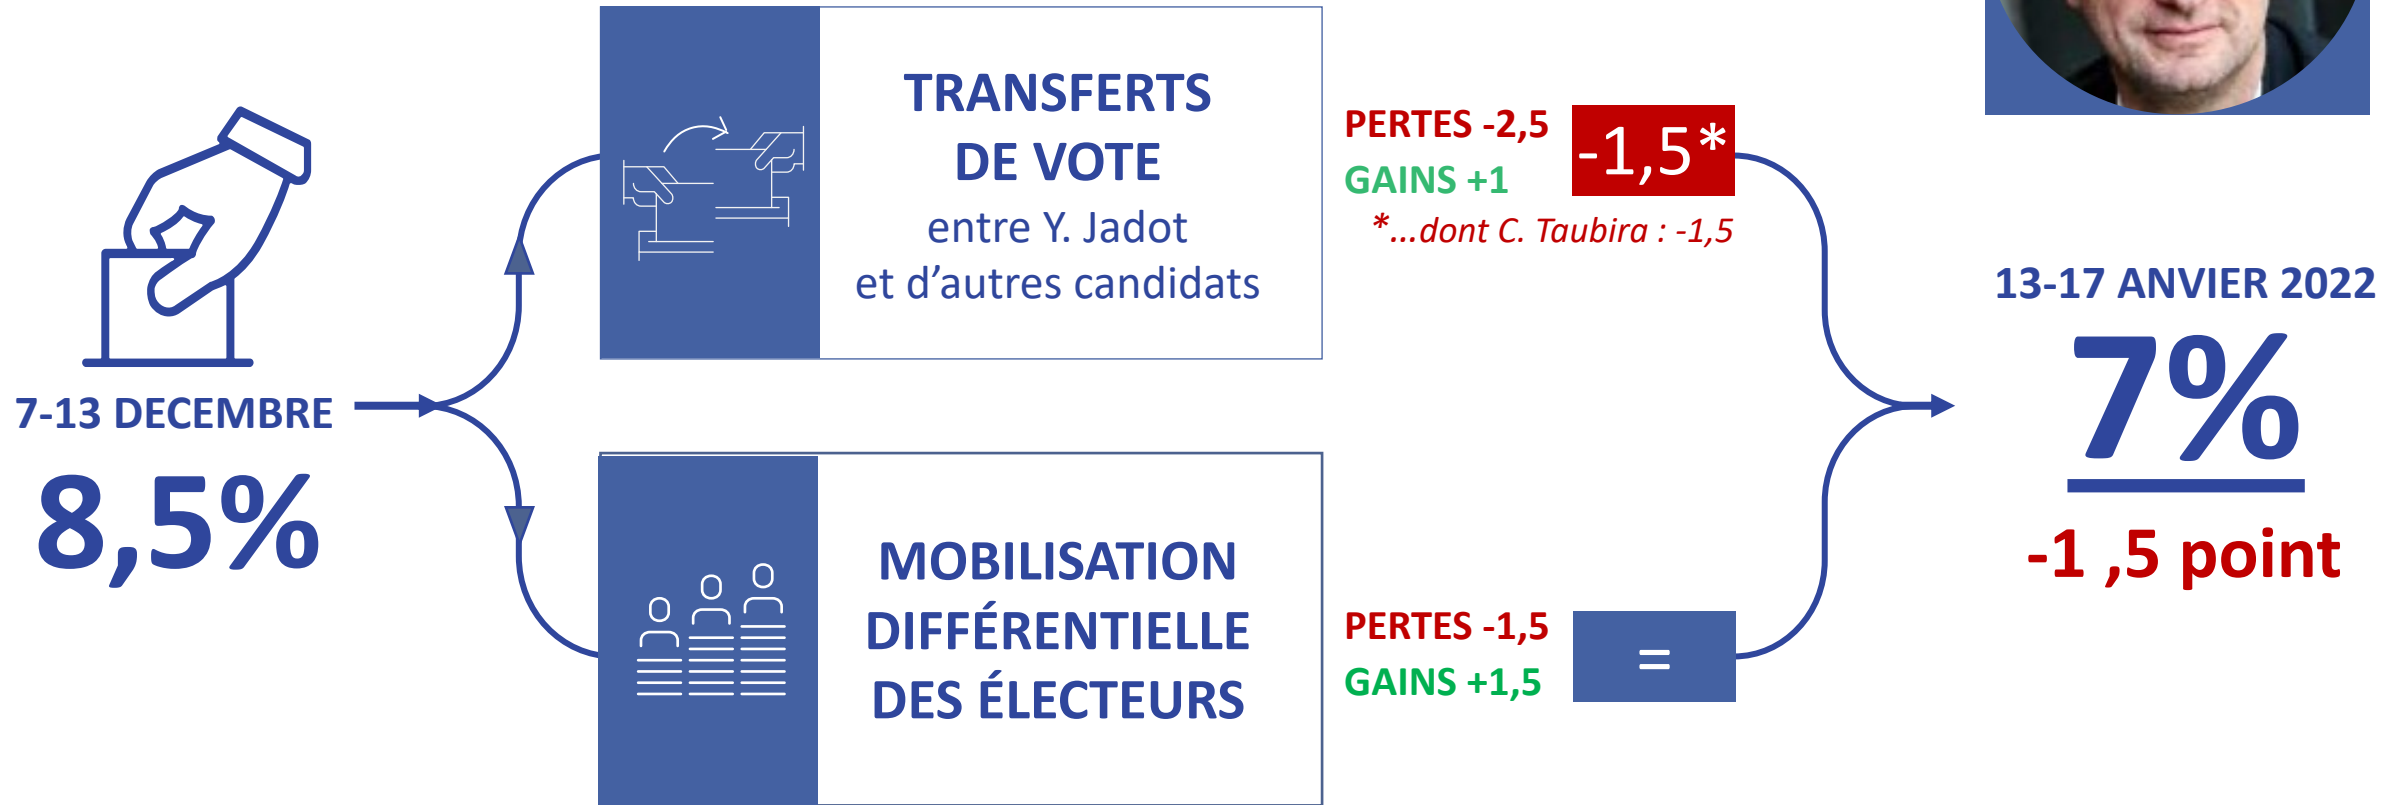 7-13 DECEMBRE
8,5%
TRANSFERTS
DE VOTE
entre Y. Jadot
et d’autres candidats
PERTES -2,5
GAINS +1
-1,5*
*...dont C. Taubira : -1,5
MOBILISATION
DIFFÉRENTIELLE
DES ÉLECTEURS
PERTES -1,5
GAINS +1,5
=
13-17 ANVIER 2022
7%
-1 ,5 point